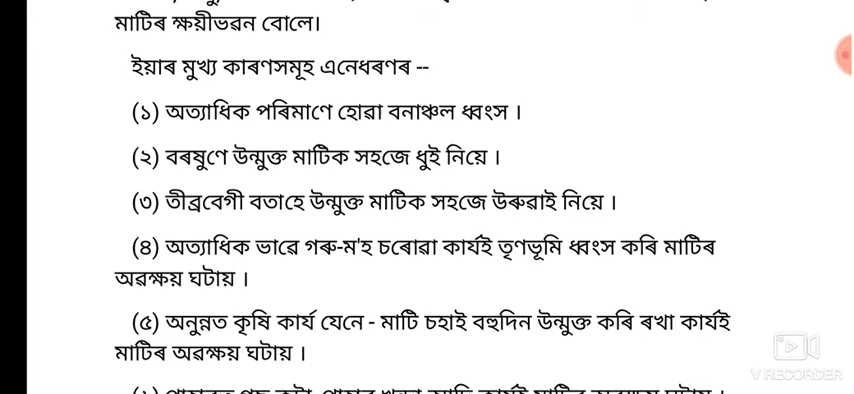 মাটিৰ ক্ষয়ীভৱন বোলে।
ইয়াৰ মুখ্য কাৰণসমূহ এনেধৰণৰ --
(১) অত্যাধিক পৰিমাণে হোৱা বনাঞ্চল ধ্বংস ।
(২) বৰষুণে উন্মুক্ত মাটিক সহজে ধুই নিয়ে ।
(৩) তীব্ৰবেগী বতাহে উন্মুক্ত মাটিক সহজে উৰুৱাই নিয়ে ।
(৪) অত্যাধিক ভাৱে গৰু-ম'হ চৰোৱা কাৰ্যই তৃণভূমি ধ্বংস কৰি মাটিৰ
অৱক্ষয় ঘটায় ।
(৫) অনুন্নত কৃষি কাৰ্য যেনে - মাটি চহাই বহুদিন উন্মুক্ত কৰি ৰখা কাৰ্যই
মাটিৰ অৱক্ষয় ঘটায় ।
V RECORDER